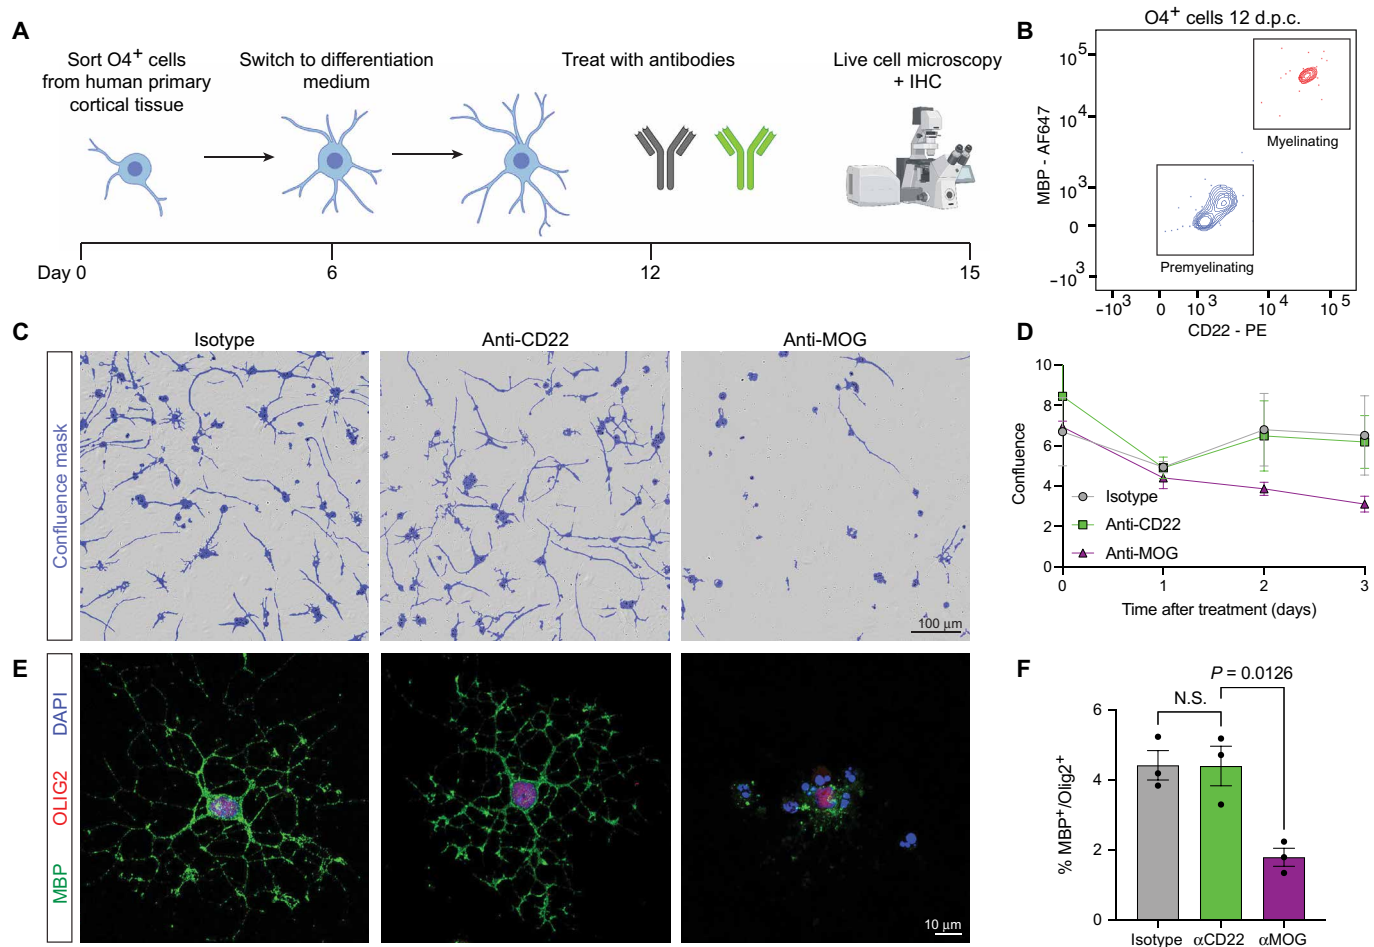 A
Sort O4+ cells
from human primary
cortical tissue
Switch to differentiation
medium
Treat with antibodies
Live cell microscopy
+ IHC
Day 0
6
12
15
B
O4+ cells 12 d.p.c.
MBP - AF647
10^5
10^4
10^3
0
−10^3
Myelinating
Premyelinating
−10^3
0
10^3
10^4
10^5
CD22 - PE
C
Isotype
Anti-CD22
Anti-MOG
Confluence mask
100 µm
D
Confluence
10
8
6
4
2
0
Isotype
Anti-CD22
Anti-MOG
0
1
2
3
Time after treatment (days)
E
MBP OLIG2 DAPI
10 µm
F
P = 0.0126
N.S.
% MBP+/Olig2+
6
4
2
0
Isotype
αCD22
αMOG